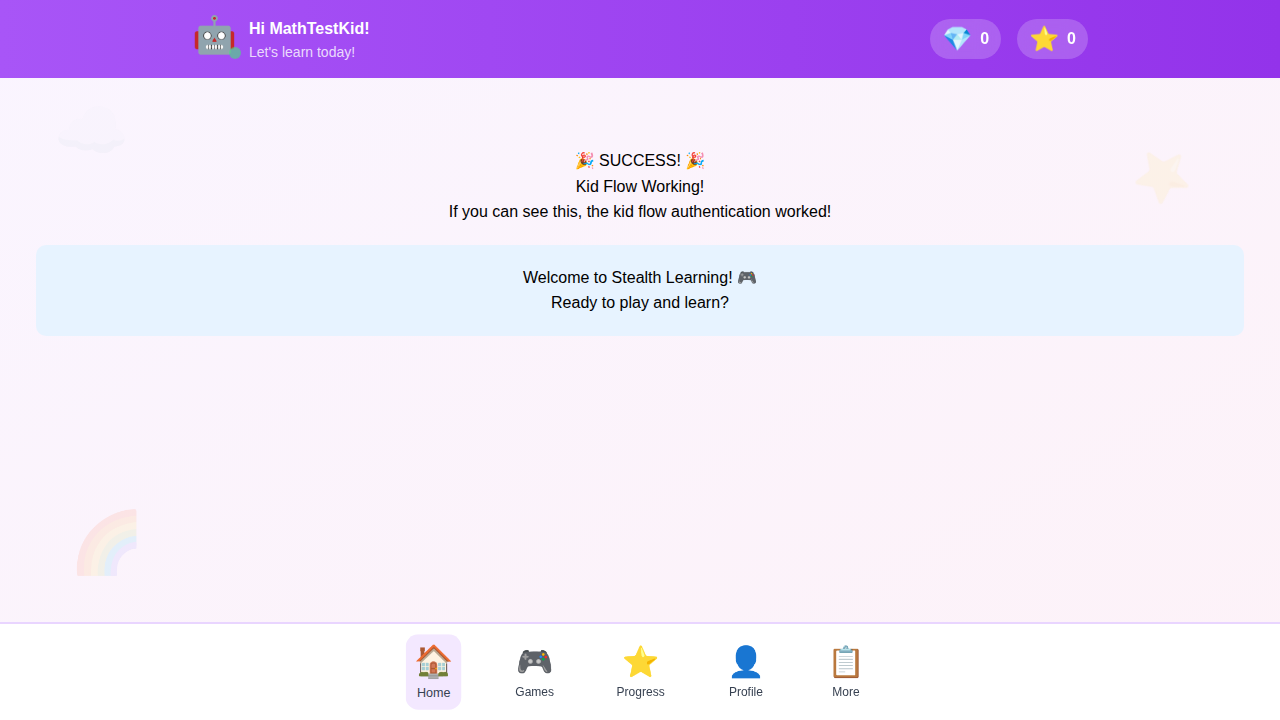 Hi MathTestKid!
Let's learn today!
0
0
🎉 SUCCESS! 🎉
Kid Flow Working!
If you can see this, the kid flow authentication worked!
Welcome to Stealth Learning! 🎮
Ready to play and learn?
Home
Games
Progress
Profile
More